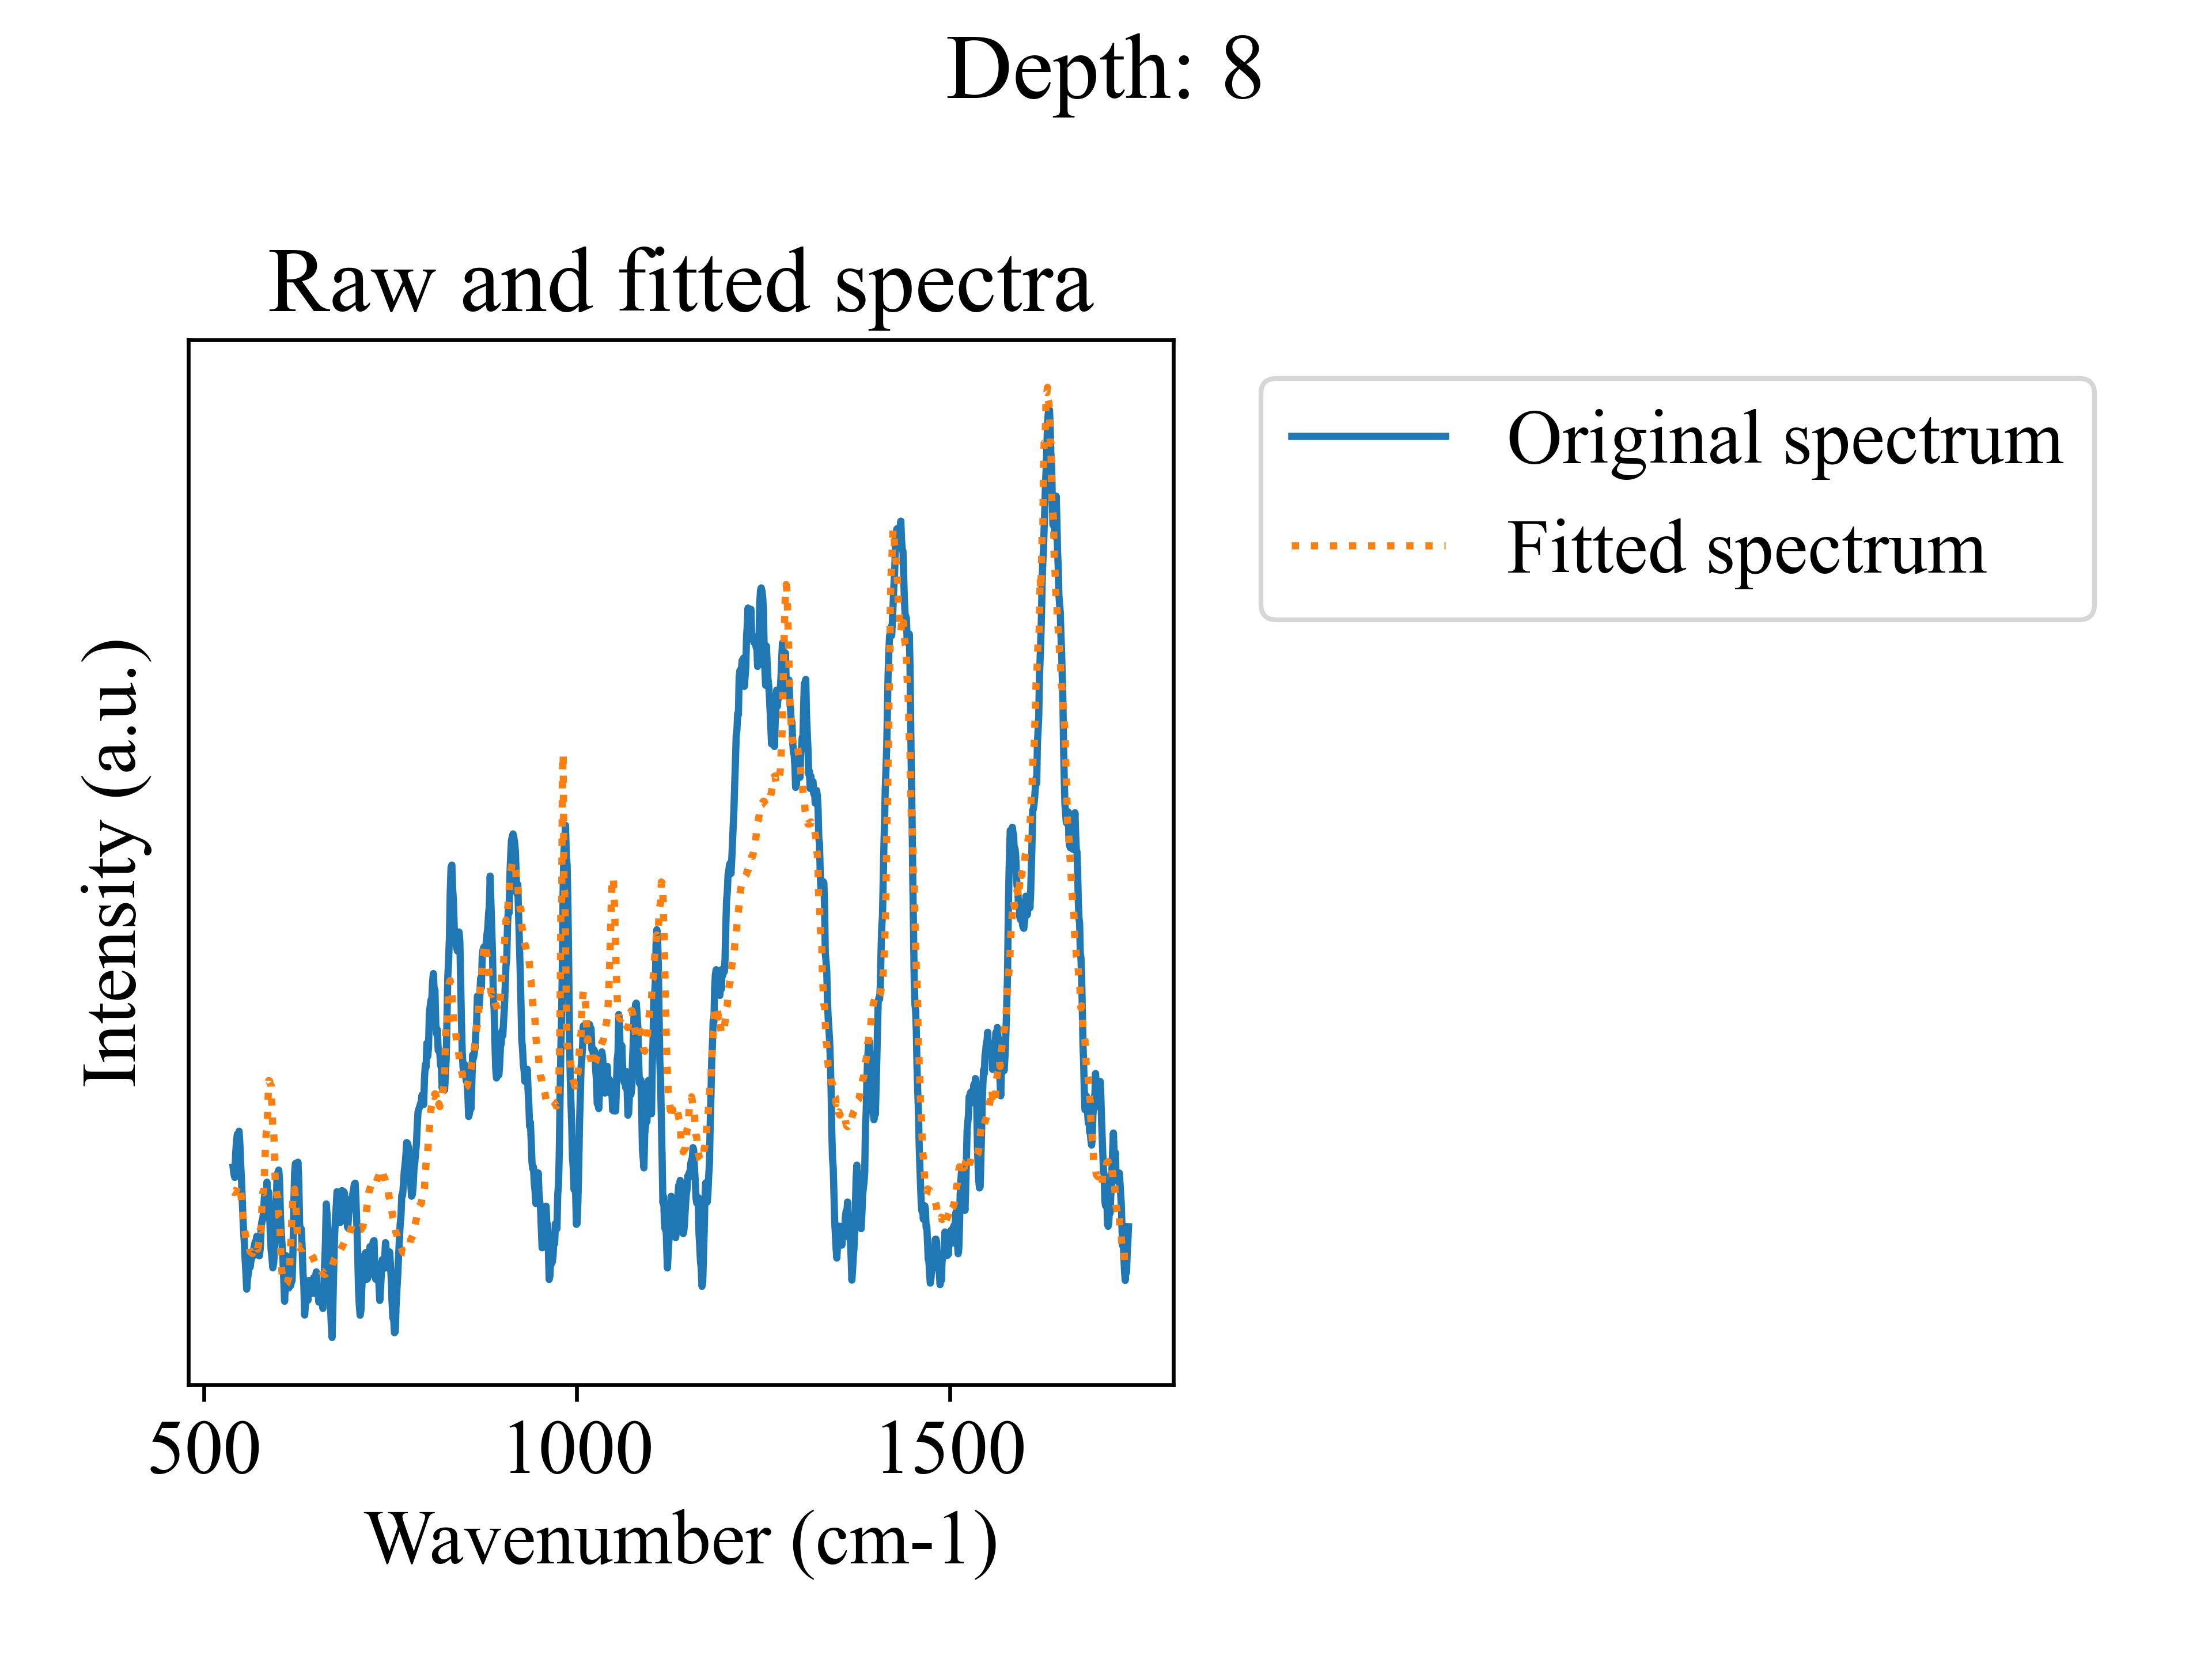 Depth: 8
Raw and fitted spectra
Original spectrum
Fitted spectrum
Intensity (a.u.)
500 1000 1500
Wavenumber (cm-1)